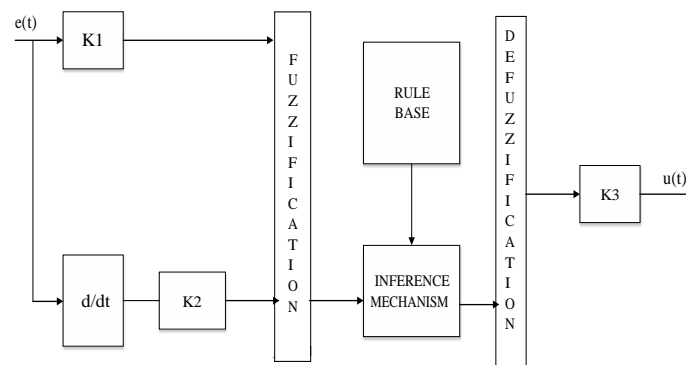 e(t)
K1
FUZZIFICATION
RULE
BASE
DEFUZZIFICATION
K3
u(t)
d/dt
K2
INFERENCE
MECHANISM